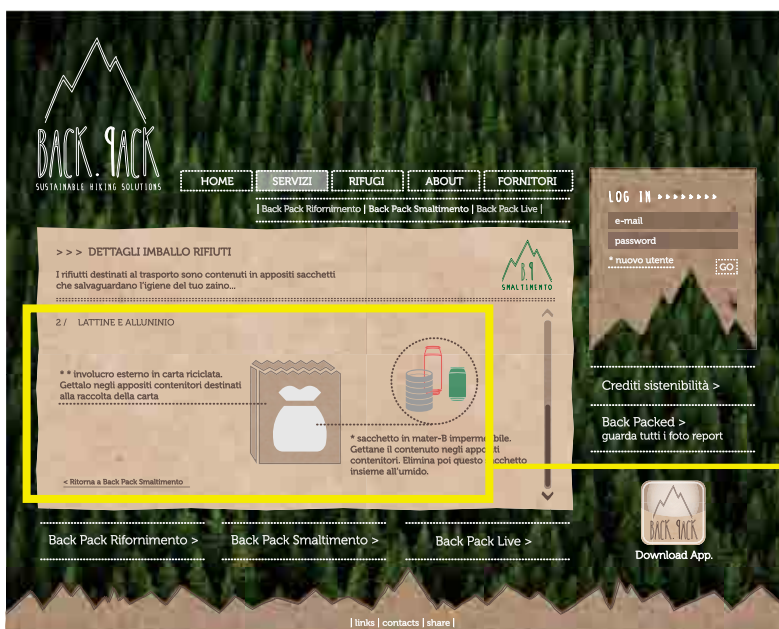 BACK.PACK
SUSTAINABLE HIKING SOLUTIONS
HOME
SERVIZI
RIFUGI
ABOUT
FORNITORI
| Back Pack Rifornimento | Back Pack Smaltimento | Back Pack Live |
LOG IN
e-mail
password
* nuovo utente
GO
> > > DETTAGLI IMBALLO RIFIUTI
I rifiutti destinati al trasporto sono contenuti in appositi sacchetti
che salvaguardano l'igiene del tuo zaino...
B.P
SMALTIMENTO
2 / LATTINE E ALLUNINIO
* * involucro esterno in carta riciclata.
Gettalo negli appositi contenitori destinati
alla raccolta della carta
* sacchetto in mater-B impermeabile.
Gettane il contenuto negli appositi
contenitori. Elimina poi questo sacchetto
insieme all'umido.
< Ritorna a Back Pack Smaltimento
Crediti sistenibilità >
Back Packed >
guarda tutti i foto report
BACK.PACK
Download App.
Back Pack Rifornimento >
Back Pack Smaltimento >
Back Pack Live >
| links | contacts | share |